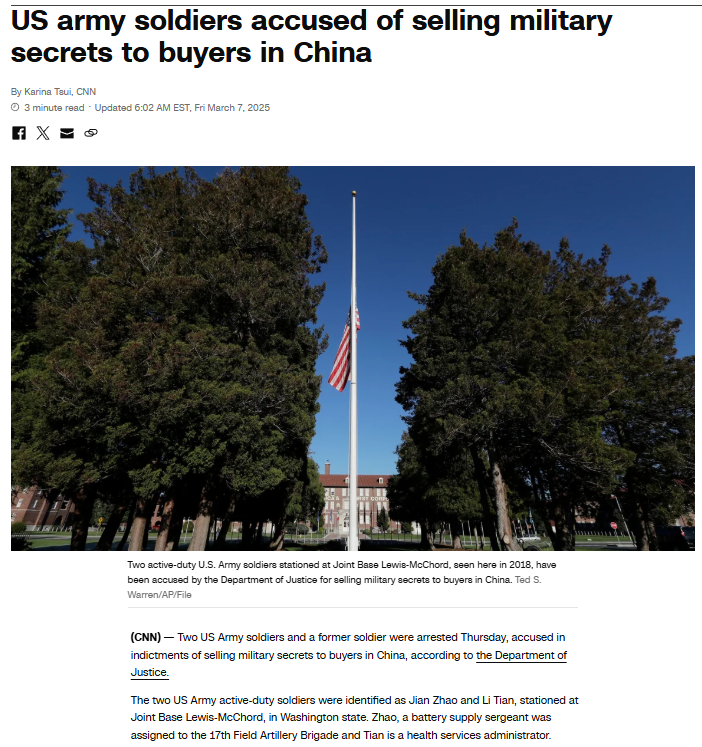 US army soldiers accused of selling military
secrets to buyers in China
By Karina Tsui, CNN
3 minute read · Updated 6:02 AM EST, Fri March 7, 2025
Two active-duty U.S. Army soldiers stationed at Joint Base Lewis-McChord, seen here in 2018, have
been accused by the Department of Justice for selling military secrets to buyers in China. Ted S.
Warren/AP/File
(CNN) — Two US Army soldiers and a former soldier were arrested Thursday, accused in
indictments of selling military secrets to buyers in China, according to the Department of
Justice.
The two US Army active-duty soldiers were identified as Jian Zhao and Li Tian, stationed at
Joint Base Lewis-McChord, in Washington state. Zhao, a battery supply sergeant was
assigned to the 17th Field Artillery Brigade and Tian is a health services administrator.